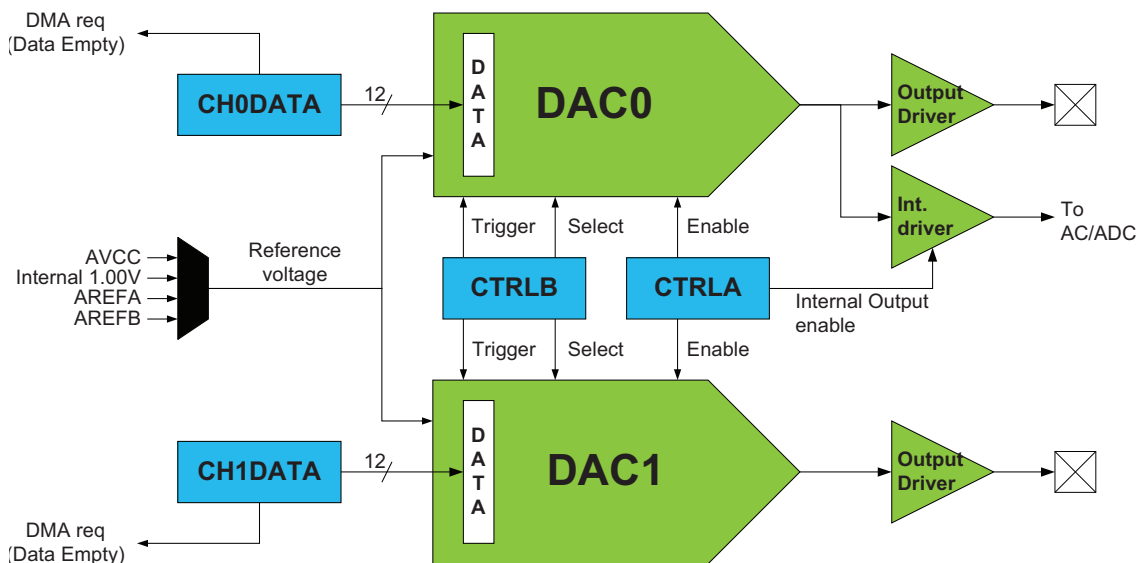 DMA req
(Data Empty)
CH0DATA
12
DATA
DAC0
Output
Driver
Trigger
Select
Enable
Int.
driver
To
AC/ADC
AVCC
Internal 1.00V
AREFA
AREFB
Reference
voltage
CTRLB
CTRLA
Internal Output
enable
Trigger
Select
Enable
CH1DATA
12
DATA
DAC1
Output
Driver
DMA req
(Data Empty)